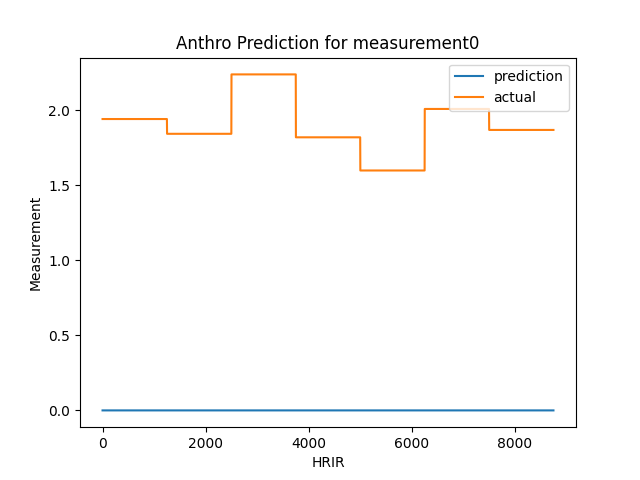 Anthro Prediction for measurement0
prediction
actual
Measurement
2.0
1.5
1.0
0.5
0.0
0 2000 4000 6000 8000
HRIR